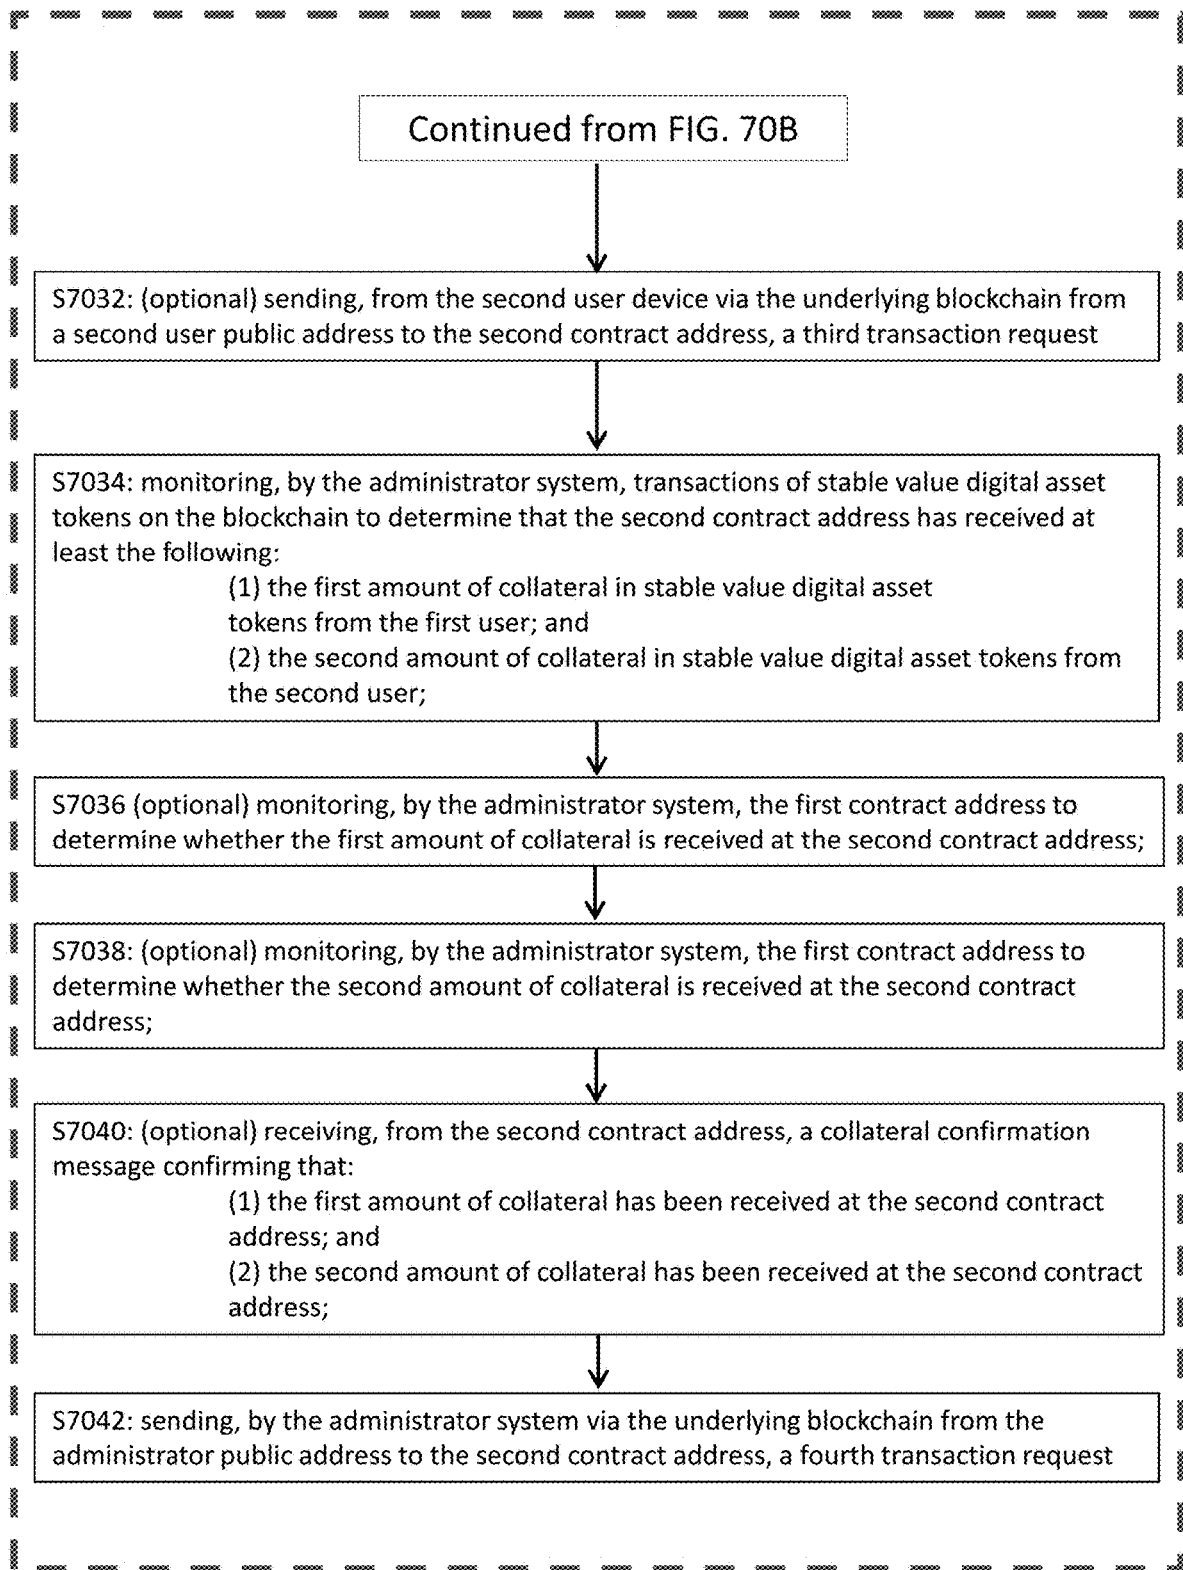 Continued from FIG. 70B
S7032: (optional) sending, from the second user device via the underlying blockchain from
a second user public address to the second contract address, a third transaction request
S7034: monitoring, by the administrator system, transactions of stable value digital asset
tokens on the blockchain to determine that the second contract address has received at
least the following:
(1) the first amount of collateral in stable value digital asset
tokens from the first user; and
(2) the second amount of collateral in stable value digital asset tokens from
the second user;
S7036 (optional) monitoring, by the administrator system, the first contract address to
determine whether the first amount of collateral is received at the second contract address;
S7038: (optional) monitoring, by the administrator system, the first contract address to
determine whether the second amount of collateral is received at the second contract
address;
S7040: (optional) receiving, from the second contract address, a collateral confirmation
message confirming that:
(1) the first amount of collateral has been received at the second contract
address; and
(2) the second amount of collateral has been received at the second contract
address;
S7042: sending, by the administrator system via the underlying blockchain from the
administrator public address to the second contract address, a fourth transaction request